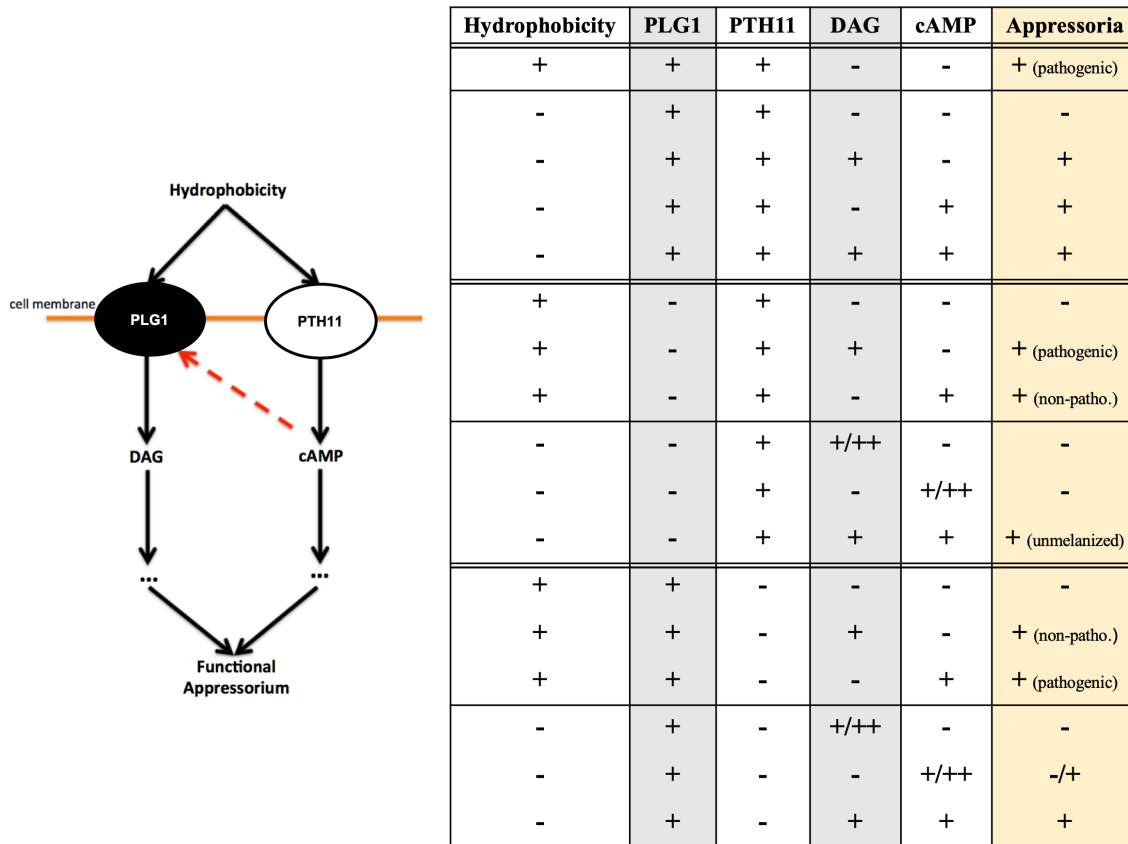 Hydrophobicity
cell membrane
PLG1
PTH11
DAG
cAMP
...
...
Functional
Appressorium
Hydrophobicity PLG1 PTH11 DAG cAMP Appressoria
+ + + - - + (pathogenic)
- + + - - -
- + + + - +
- + + - + +
- + + + + +
+ - + - - -
+ - + + - + (pathogenic)
+ - + - + + (non-patho.)
- - + +/++ - -
- - + - +/++ -
- - + + + + (unmelanized)
+ + - - - -
+ + - + - + (non-patho.)
+ + - - + + (pathogenic)
- + - +/++ - -
- + - - +/++ -/+
- + - + + +